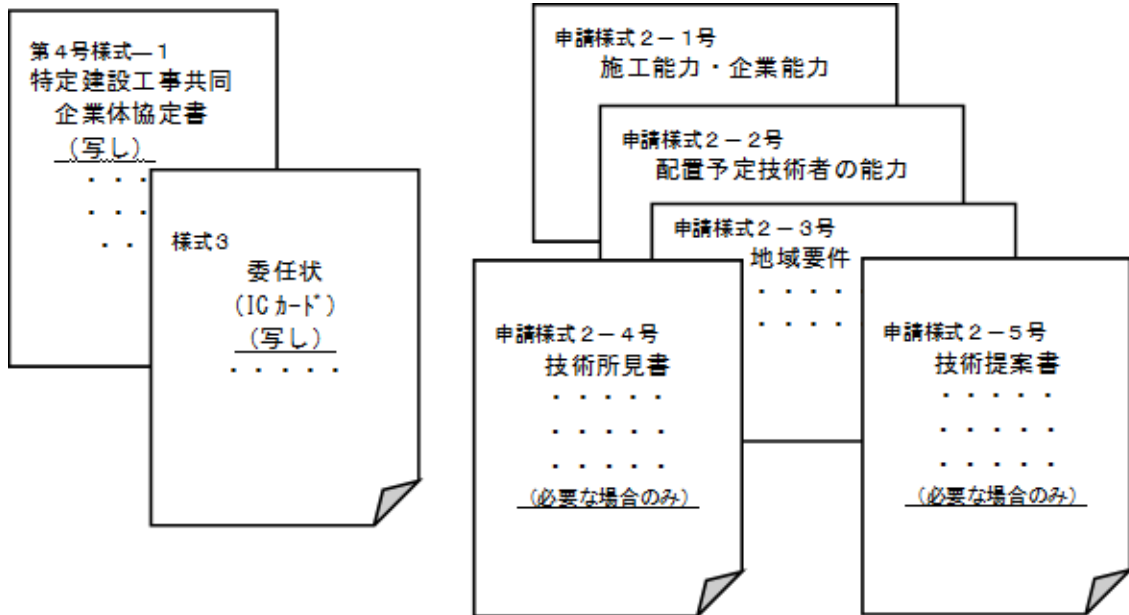 第4号様式―1
特定建設工事共同
企業体協定書
(写し)
・・・
・・・
・・
様式3
委任状
(ICｶｰﾄﾞ)
(写し)
・・・・・
申請様式2－1号
施工能力・企業能力
申請様式2－2号
配置予定技術者の能力
申請様式2－3号
地域要件
・・・・
・・・・
申請様式2－4号
技術所見書
・・・・・
・・・・・
・・・・・
(必要な場合のみ)
申請様式2－5号
技術提案書
・・・・・
・・・・・
・・・・・
(必要な場合のみ)